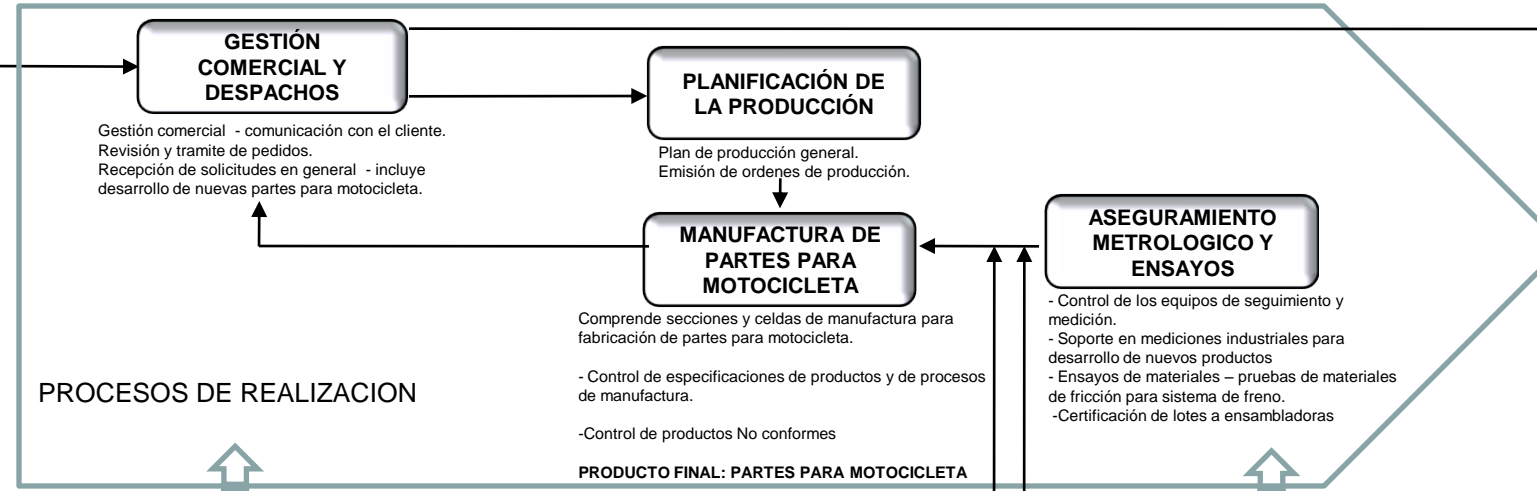 GESTIÓN
COMERCIAL Y
DESPACHOS
Gestión comercial - comunicación con el cliente.
Revisión y tramite de pedidos.
Recepción de solicitudes en general - incluye
desarrollo de nuevas partes para motocicleta.
PLANIFICACIÓN DE
LA PRODUCCIÓN
Plan de producción general.
Emisión de ordenes de producción.
MANUFACTURA DE
PARTES PARA
MOTOCICLETA
Comprende secciones y celdas de manufactura para
fabricación de partes para motocicleta.
- Control de especificaciones de productos y de procesos
de manufactura.
-Control de productos No conformes
PRODUCTO FINAL: PARTES PARA MOTOCICLETA
ASEGURAMIENTO
METROLOGICO Y
ENSAYOS
- Control de los equipos de seguimiento y
medición.
- Soporte en mediciones industriales para
desarrollo de nuevos productos
- Ensayos de materiales – pruebas de materiales
de fricción para sistema de freno.
-Certificación de lotes a ensambladoras
PROCESOS DE REALIZACION